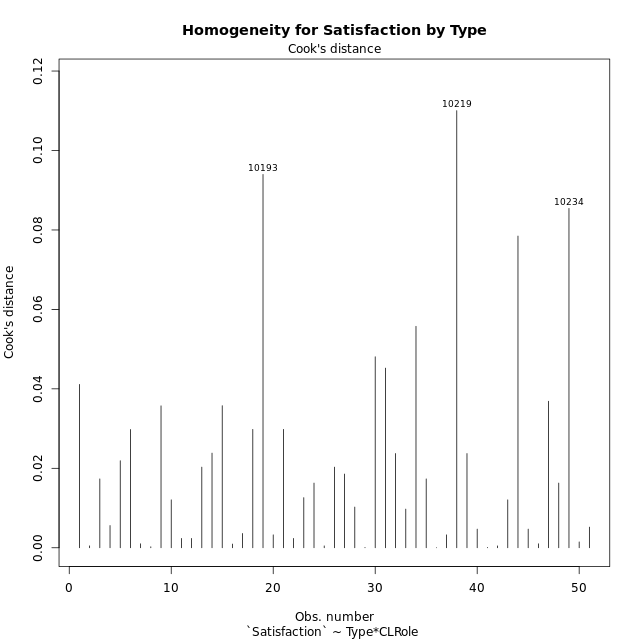 Homogeneity for Satisfaction by Type
Cook's distance
0.12
0.10
0.08
0.06
0.04
0.02
0.00
Cook's distance
10193
10219
10234
0 10 20 30 40 50
Obs. number
`Satisfaction` ~ Type*CLRole